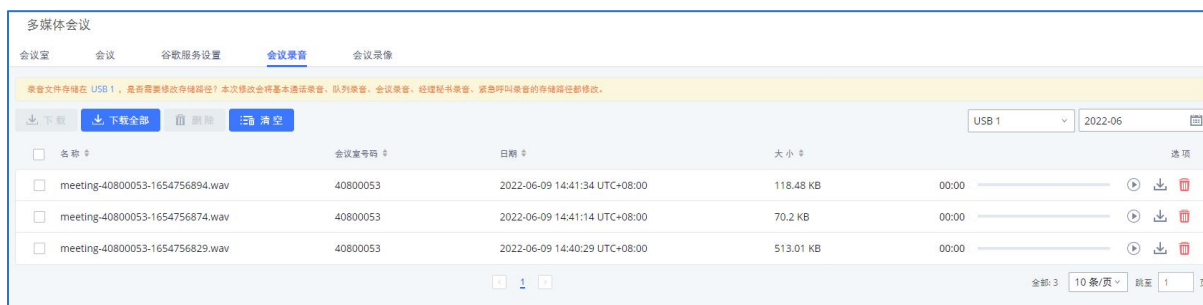 多媒体会议
会议室 会议 谷歌服务设置 会议录音 会议录像
录音文件存储在 USB 1 ，是否需要修改存储路径？本次修改会将基本通话录音、队列录音、会议录音、经理秘书录音、紧急呼叫录音的存储路径都修改。
下载 下载全部 删除 清空 USB 1 2022-06
名称 会议室号码 日期 大小 选项
meeting-40800053-1654756894.wav 40800053 2022-06-09 14:41:34 UTC+08:00 118.48 KB 00:00
meeting-40800053-1654756874.wav 40800053 2022-06-09 14:41:14 UTC+08:00 70.2 KB 00:00
meeting-40800053-1654756829.wav 40800053 2022-06-09 14:40:29 UTC+08:00 513.01 KB 00:00
1 全部: 3 10 条/页 跳至 1